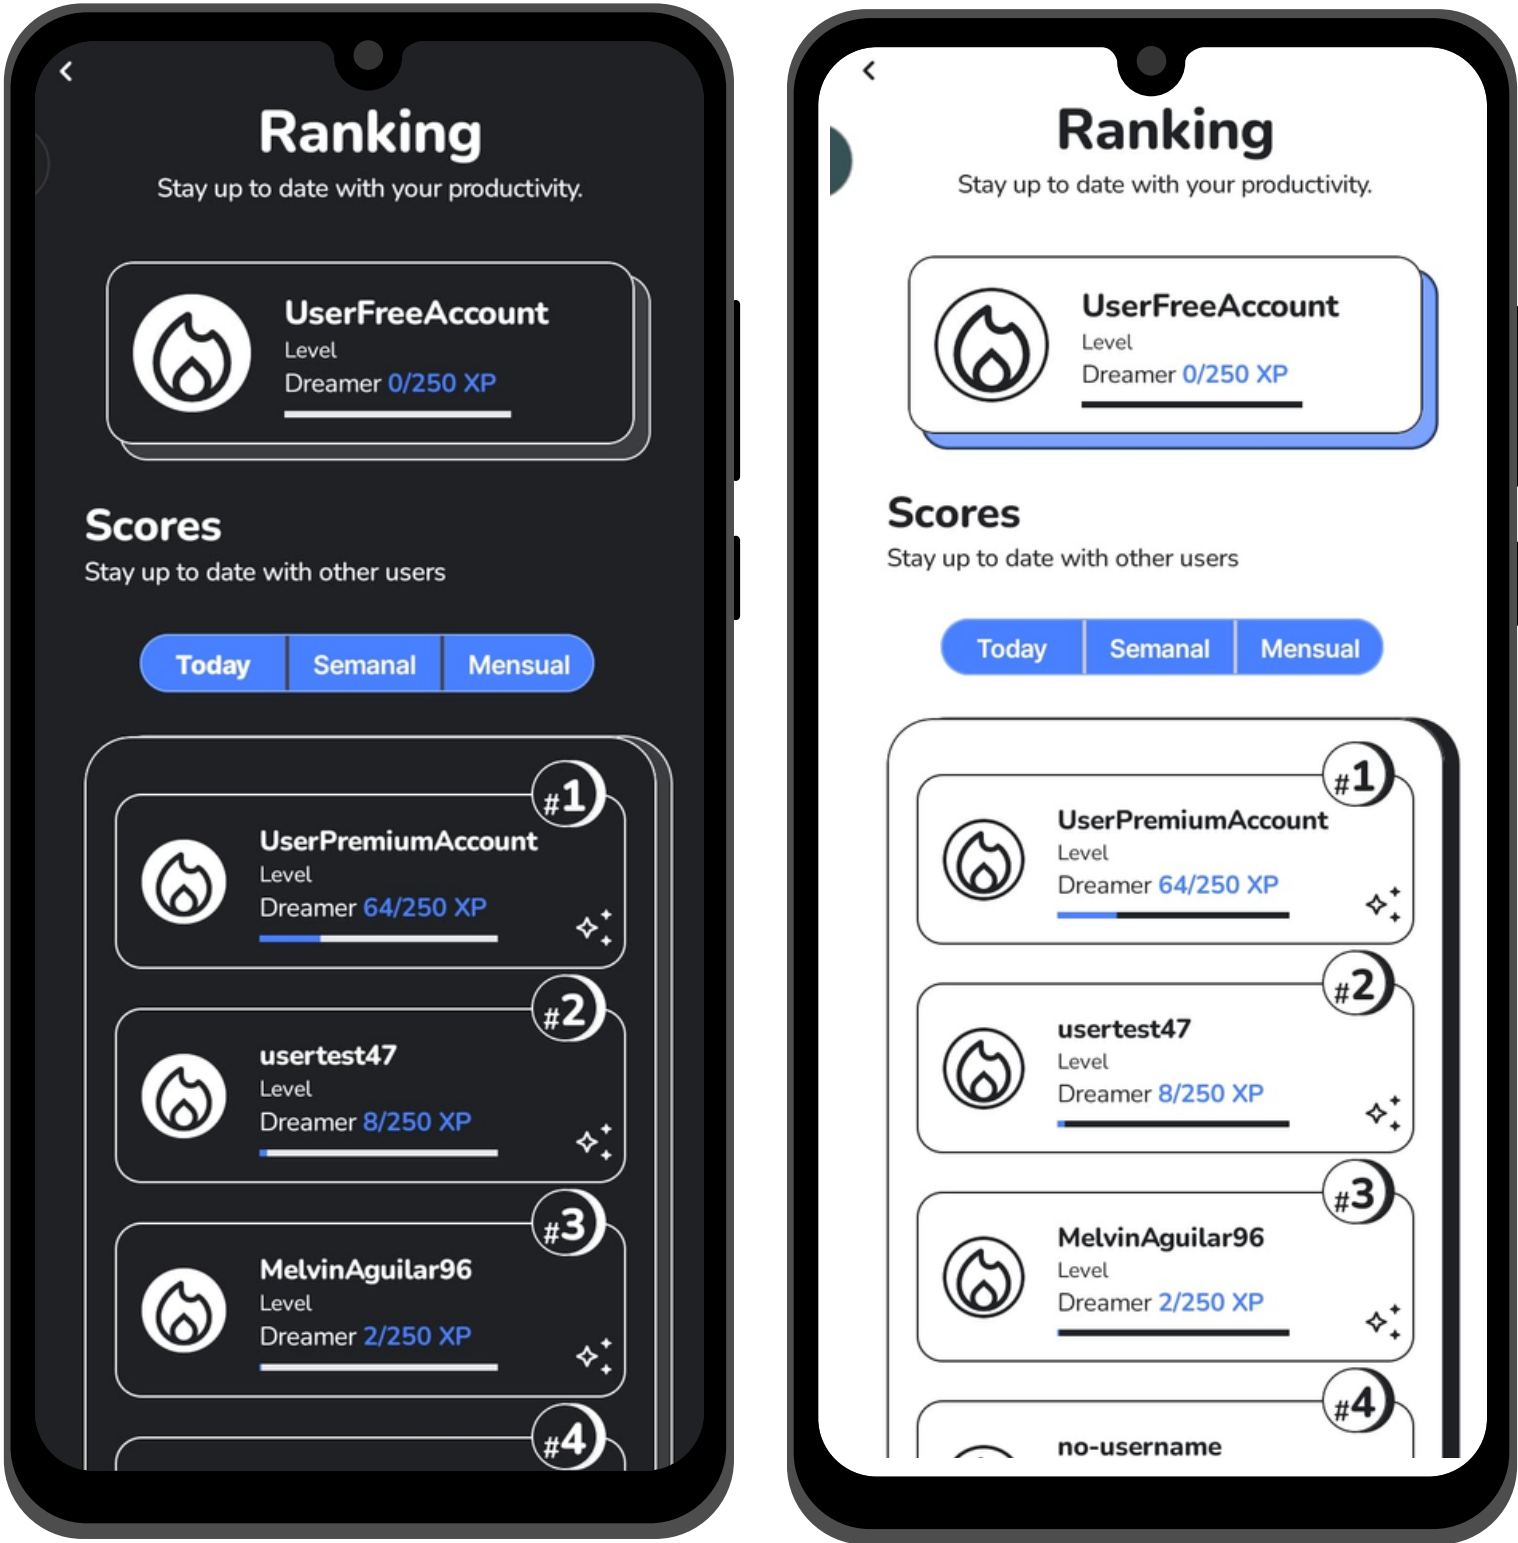 Ranking
Stay up to date with your productivity.
UserFreeAccount
Level
Dreamer 0/250 XP
Scores
Stay up to date with other users
Today Semanal Mensual
#1
UserPremiumAccount
Level
Dreamer 64/250 XP
#2
usertest47
Level
Dreamer 8/250 XP
#3
MelvinAguilar96
Level
Dreamer 2/250 XP
#4
Ranking
Stay up to date with your productivity.
UserFreeAccount
Level
Dreamer 0/250 XP
Scores
Stay up to date with other users
Today Semanal Mensual
#1
UserPremiumAccount
Level
Dreamer 64/250 XP
#2
usertest47
Level
Dreamer 8/250 XP
#3
MelvinAguilar96
Level
Dreamer 2/250 XP
#4
no-username